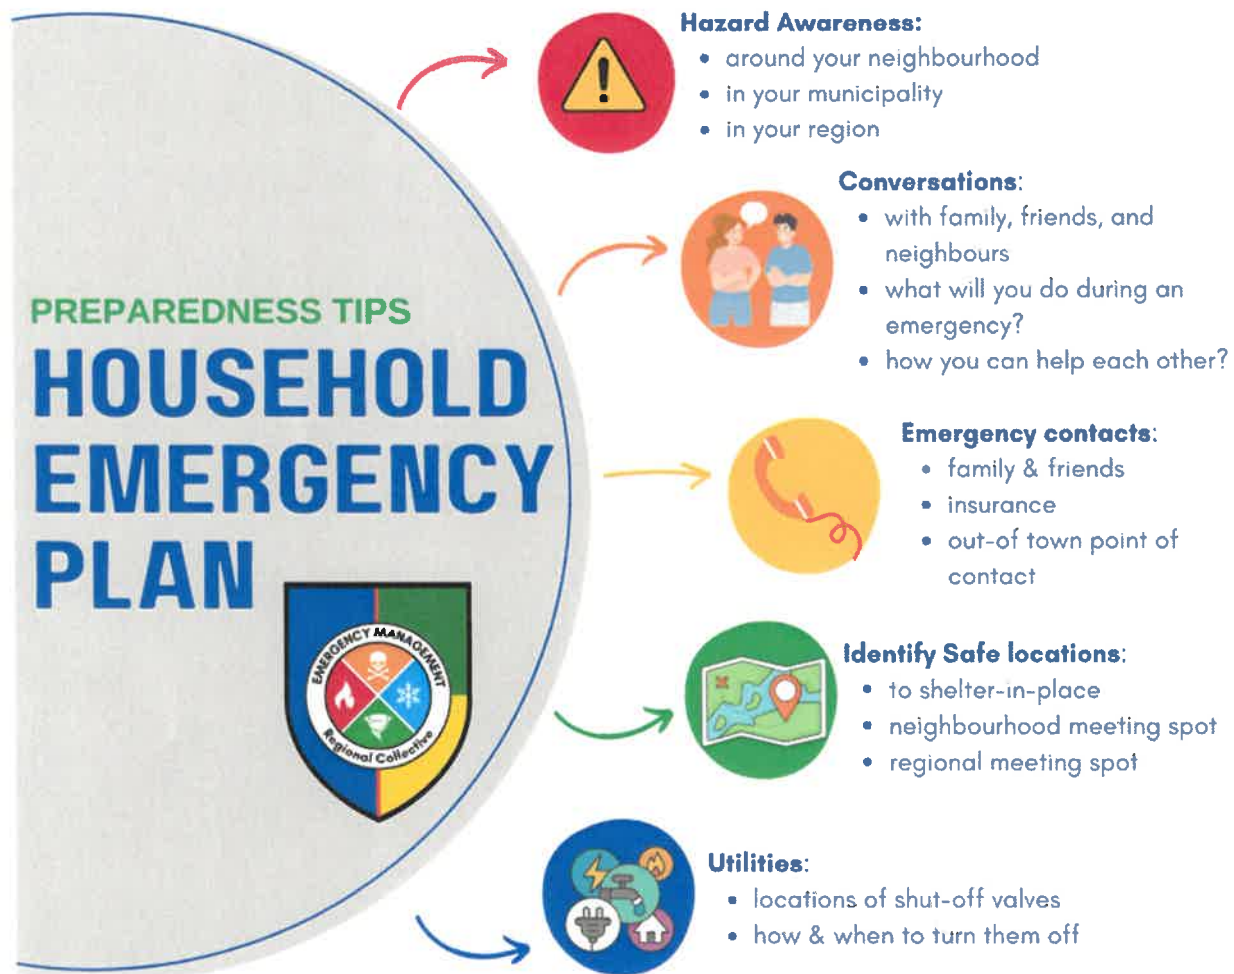 PREPAREDNESS TIPS
HOUSEHOLD
EMERGENCY
PLAN
EMERGENCY MANAGEMENT
Regional Collective
Hazard Awareness:
• around your neighbourhood
• in your municipality
• in your region
Conversations:
• with family, friends, and
neighbours
• what will you do during an
emergency?
• how you can help each other?
Emergency contacts:
• family & friends
• insurance
• out-of town point of
contact
Identify Safe locations:
• to shelter-in-place
• neighbourhood meeting spot
• regional meeting spot
Utilities:
• locations of shut-off valves
• how & when to turn them off